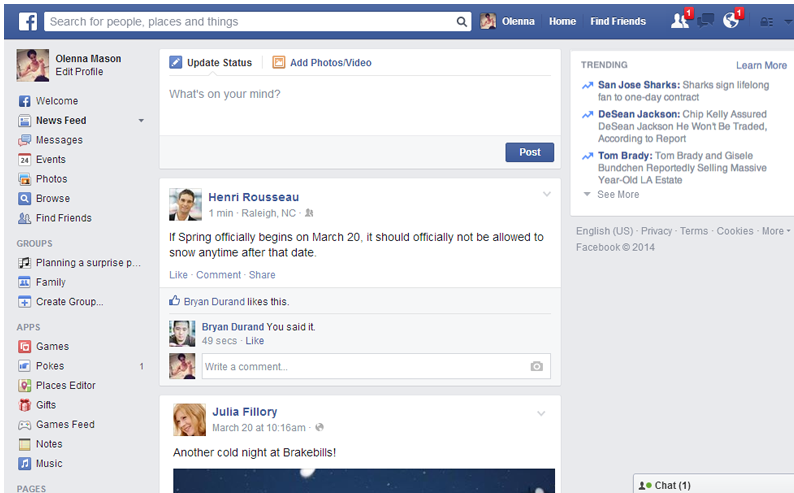 Search for people, places and things
Olenna
Home
Find Friends
1
1
Olenna Mason
Edit Profile
Welcome
News Feed
Messages
24 Events
Photos
Browse
Find Friends
GROUPS
Planning a surprise p...
Family
Create Group...
APPS
Games
Pokes 1
Places Editor
Gifts
Games Feed
Notes
Music
PAGES
Update Status
Add Photos/Video
What's on your mind?
Post
Henri Rousseau
1 min · Raleigh, NC ·
If Spring officially begins on March 20, it should officially not be allowed to
snow anytime after that date.
Like · Comment · Share
Bryan Durand likes this.
Bryan Durand You said it.
49 secs · Like
Write a comment...
Julia Fillory
March 20 at 10:16am ·
Another cold night at Brakebills!
TRENDING
Learn More
San Jose Sharks: Sharks sign lifelong
fan to one-day contract
DeSean Jackson: Chip Kelly Assured
DeSean Jackson He Won't Be Traded,
According to Report
Tom Brady: Tom Brady and Gisele
Bundchen Reportedly Selling Massive
Year-Old LA Estate
See More
English (US) · Privacy · Terms · Cookies · More
Facebook © 2014
Chat (1)